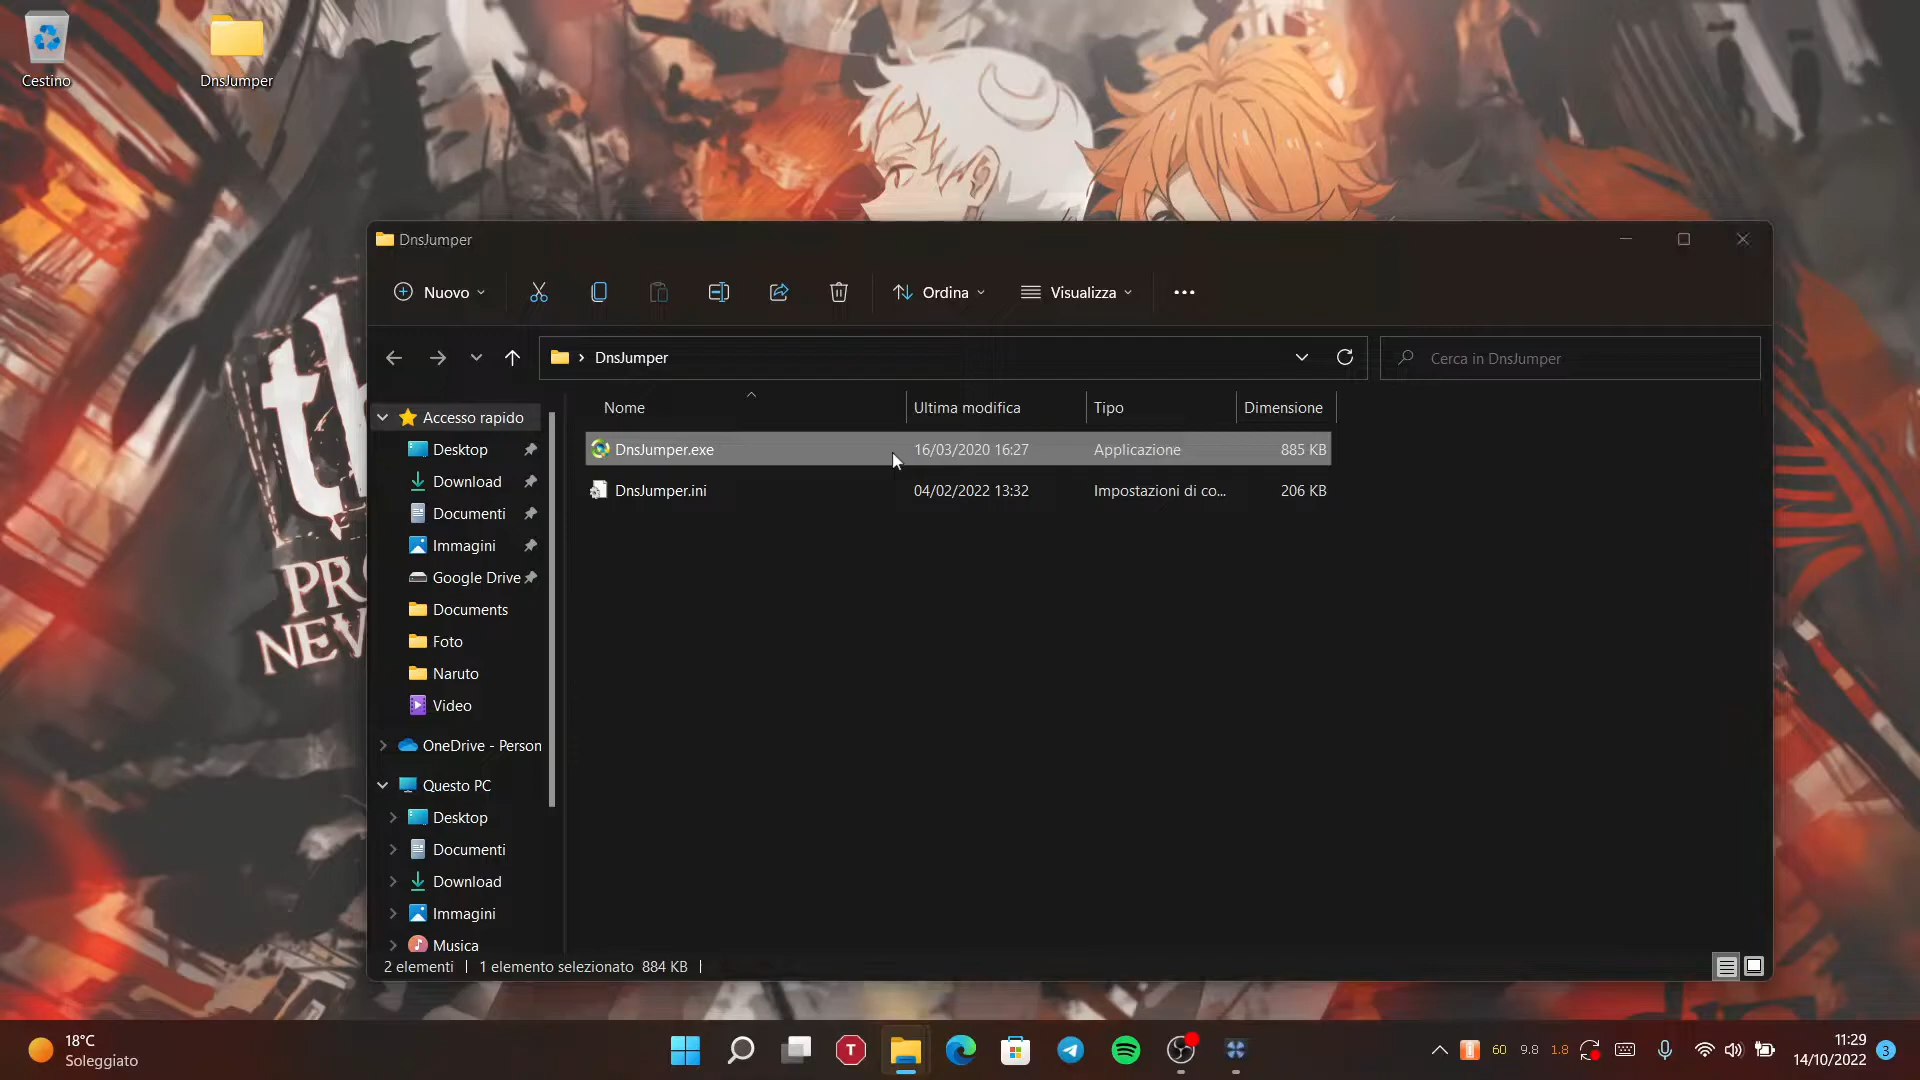 Cestino
DnsJumper
th
PR
NEV
DnsJumper
Nuovo
Ordina
Visualizza
DnsJumper
Cerca in DnsJumper
Nome
Ultima modifica
Tipo
Dimensione
Accesso rapido
DnsJumper.exe
16/03/2020 16:27
Applicazione
885 KB
DnsJumper.ini
04/02/2022 13:32
Impostazioni di co...
206 KB
Desktop
Download
Documenti
Immagini
Google Drive
Documents
Foto
Naruto
Video
OneDrive - Person
Questo PC
Desktop
Documenti
Download
Immagini
Musica
2 elementi
1 elemento selezionato 884 KB
18°C
Soleggiato
T
60
9.8
1.8
11:29
14/10/2022
3